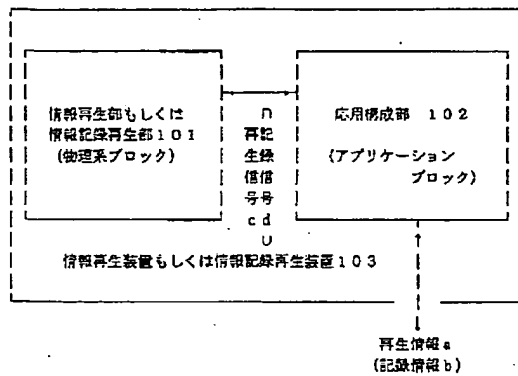 情報再生部もしくは
情報記録再生部101
(物理系ブロック)
再生信号c
記録信号d
応用構成部 102
(アプリケーション
ブロック)
情報再生装置もしくは情報記録再生装置103
再生情報a
(記録情報b)